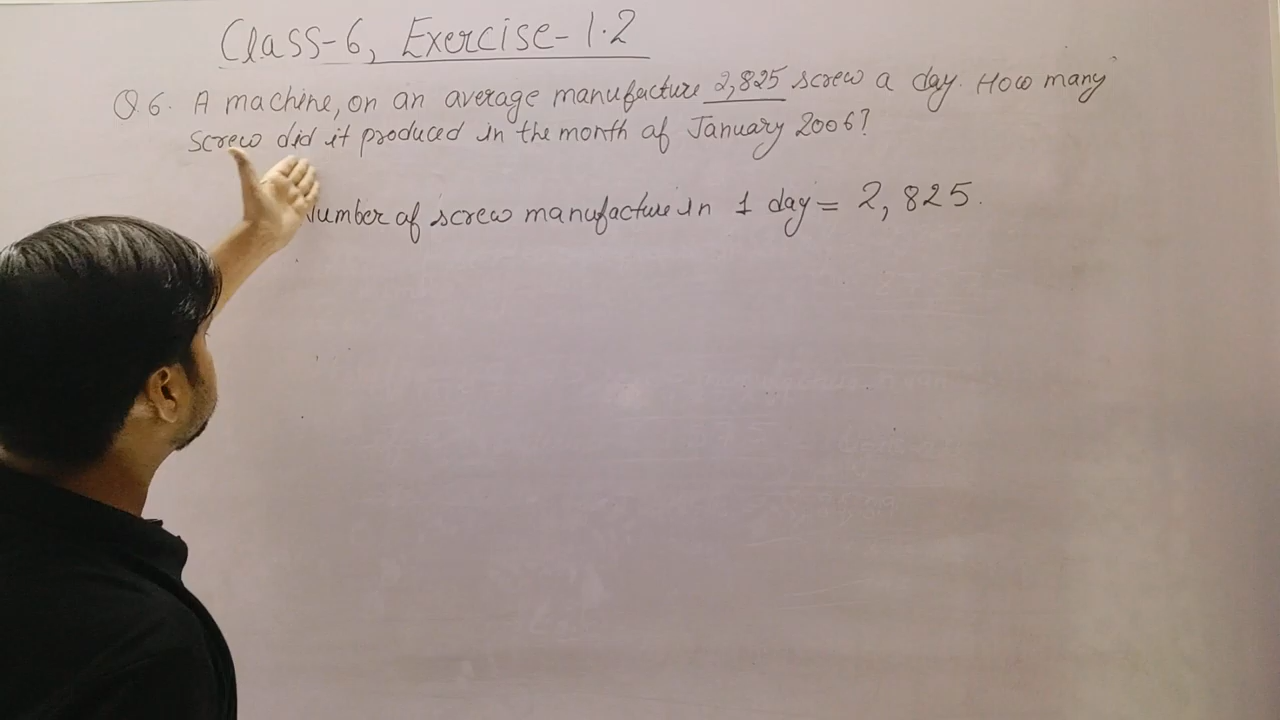 Class-6, Exercise-1.2
Q 6. A machine, on an average manufacture 2,825 screw a day. How many
screw did it produced in the month of January 2006?
Number of screw manufacture in 1 day = 2,825.